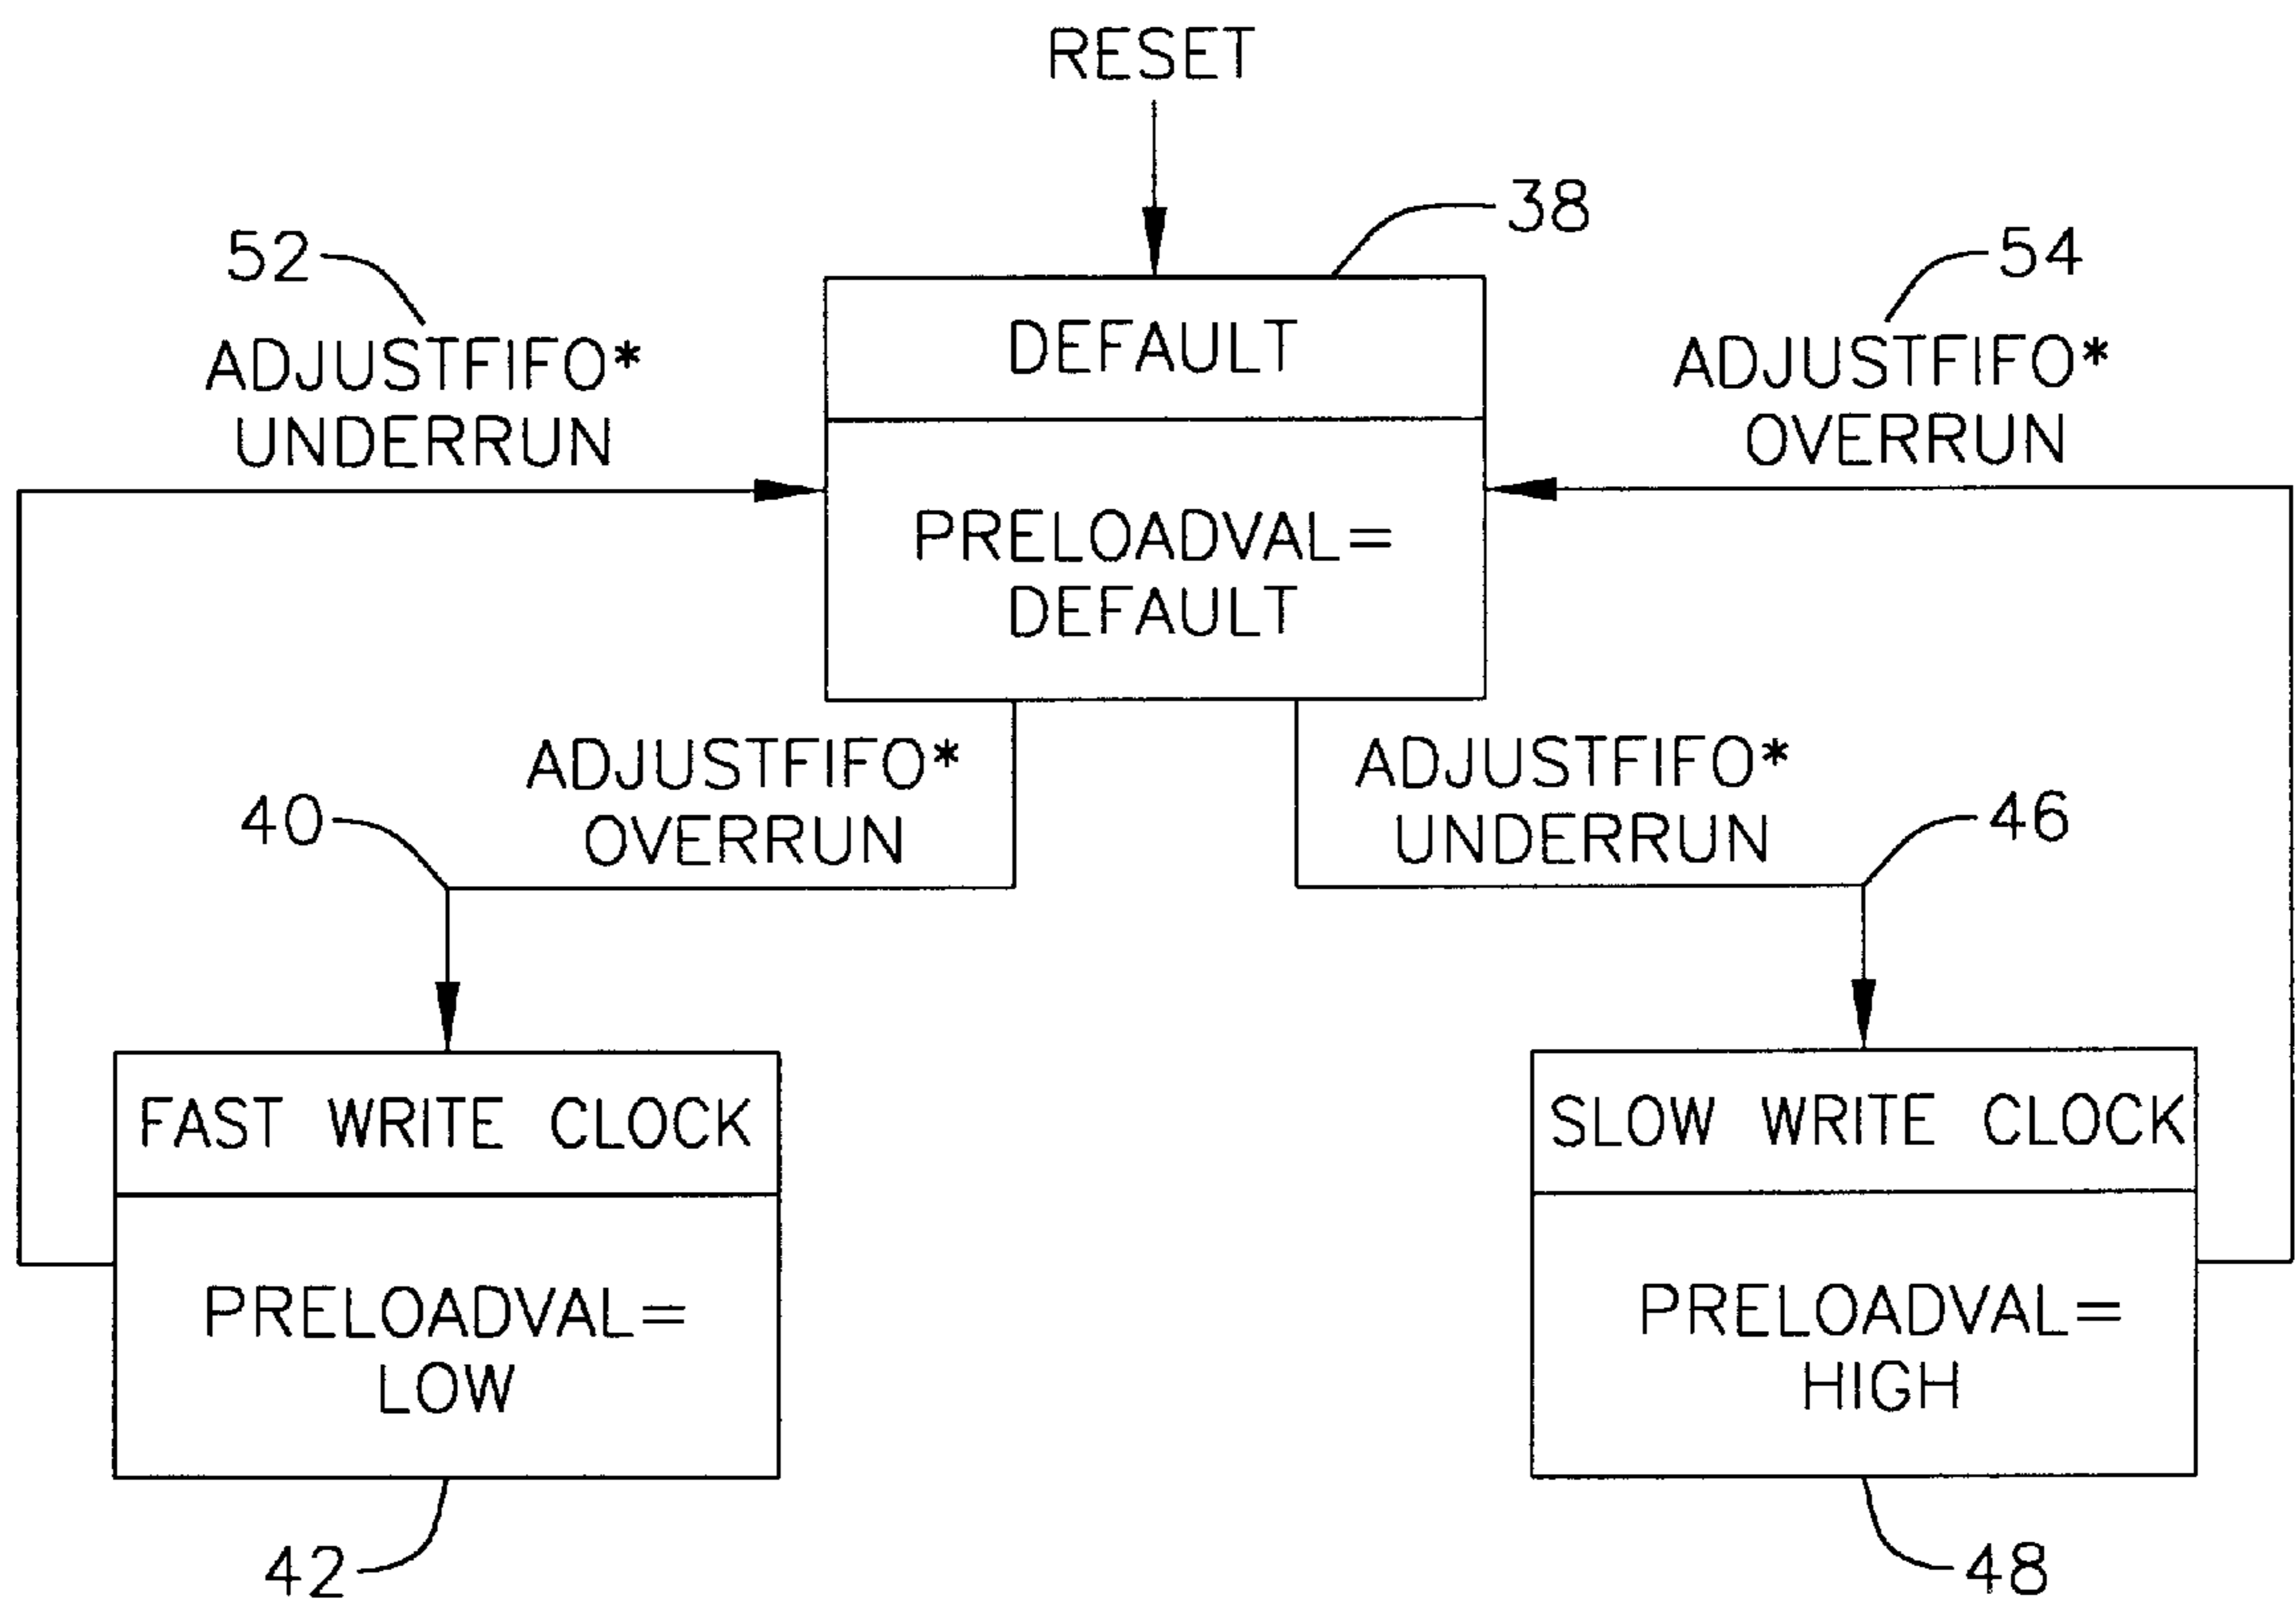 RESET
38
52
54
DEFAULT
ADJUSTFIFO*
UNDERRUN
ADJUSTFIFO*
OVERRUN
PRELOADVAL=
DEFAULT
ADJUSTFIFO*
OVERRUN
ADJUSTFIFO*
UNDERRUN
40
46
FAST WRITE CLOCK
SLOW WRITE CLOCK
PRELOADVAL=
LOW
PRELOADVAL=
HIGH
42
48